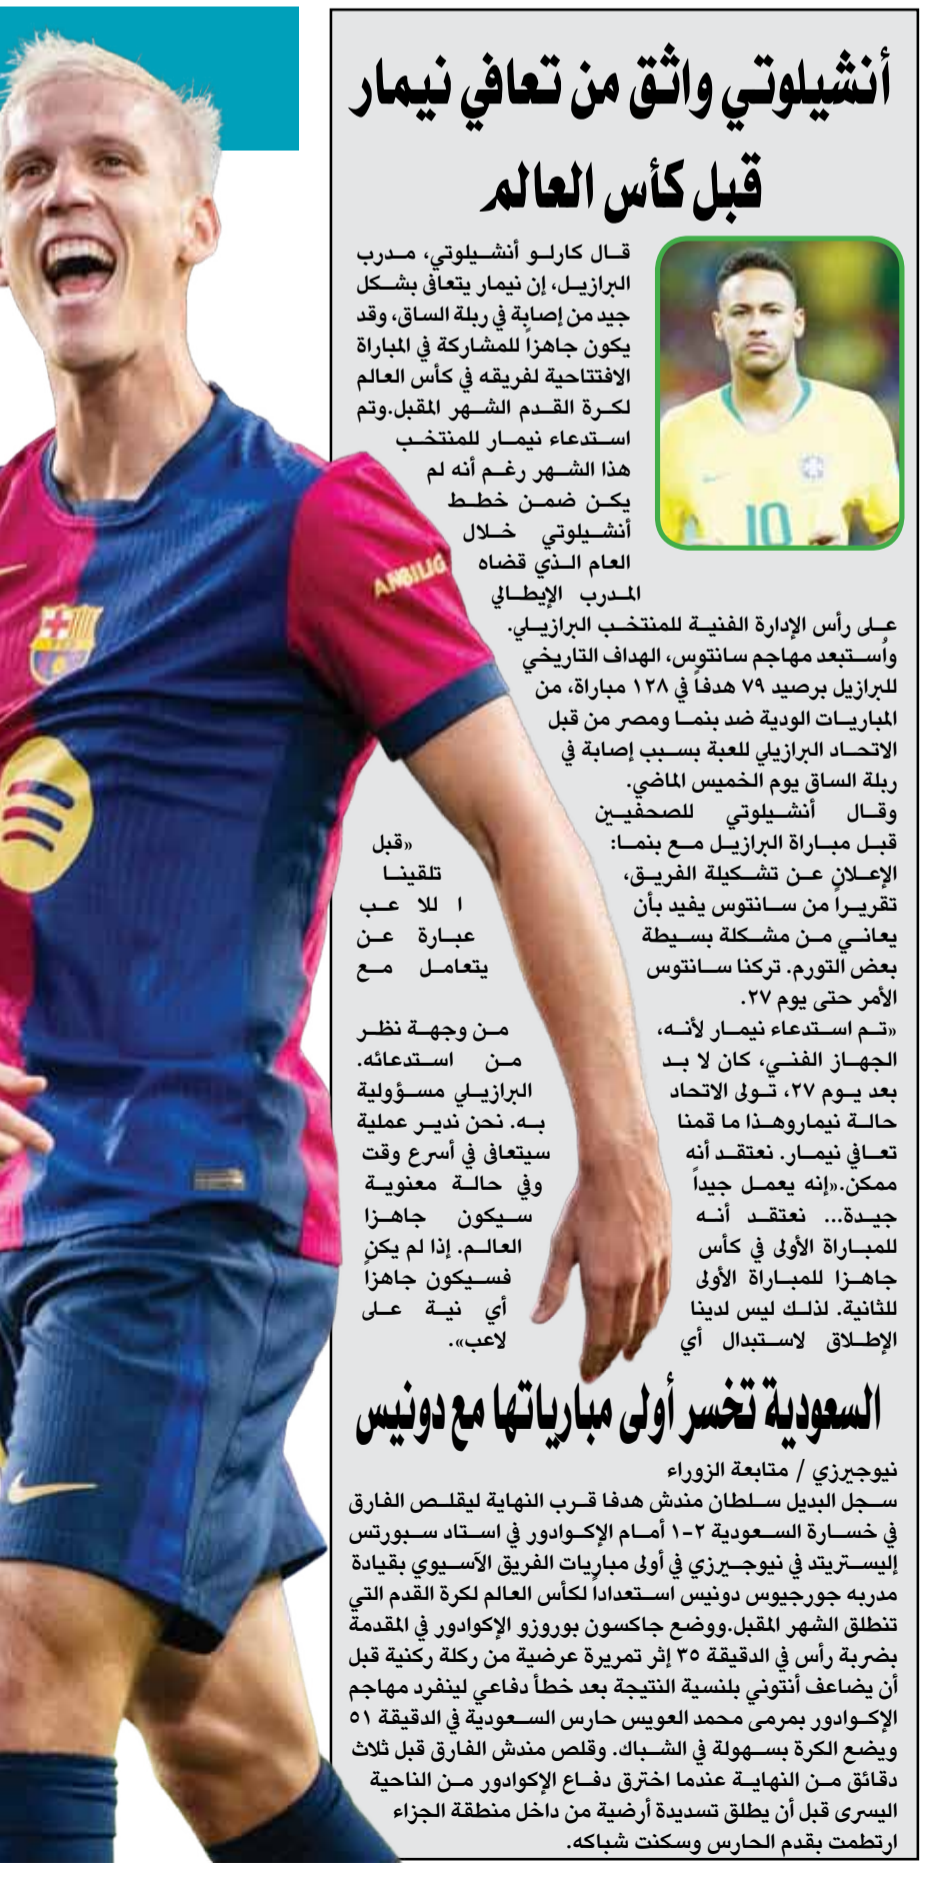 أنشيلوتي واثق من تعافي نيمار
قبل كأس العالم
قال كارلو أنشيلوتي، مدرب
البرازيل، إن نيمار يتعافى بشكل
جيد من إصابة في ربلة الساق، وقد
يكون جاهزاً للمشاركة في المباراة
الافتتاحية لفريقه في كأس العالم
لكرة القدم الشهر المقبل.وتم
استدعاء نيمار للمنتخب
هذا الشهر رغم أنه لم
يكن ضمن خطط
أنشيلوتي خلال
العام الذي قضاه
المدرب الإيطالي
على رأس الإدارة الفنية للمنتخب البرازيلي.
وأستبعد مهاجم سانتوس، الهداف التاريخي
للبرازيل برصيد ٧٩ هدفاً في ١٢٨ مباراة، من
المباريات الودية ضد بنما ومصر من قبل
الاتحاد البرازيلي للعبة بسبب إصابة في
ربلة الساق يوم الخميس الماضي.
وقال أنشيلوتي للصحفيين
قبل مباراة البرازيل مع بنما: «قبل
الإعلان عن تشكيلة الفريق، تلقينا
تقريراً من سانتوس يفيد بأن ا للا عب
يعاني من مشكلة بسيطة عبارة عن
بعض التورم. تركنا سانتوس يتعامل مع
الأمر حتى يوم ٢٧.
«تم استدعاء نيمار لأنه، من وجهة نظر
الجهاز الفني، كان لا بد من استدعائه.
بعد يوم ٢٧، تولى الاتحاد البرازيلي مسؤولية
حالة نيماروهذا ما قمنا به. نحن ندير عملية
تعافي نيمار. نعتقد أنه سيتعافى في أسرع وقت
ممكن.«إنه يعمل جيداً وفي حالة معنوية
جيدة... نعتقد أنه سيكون جاهزا
للمباراة الأولى في كأس العالم. إذا لم يكن
جاهزا للمباراة الأولى فسيكون جاهزاً
للثانية. لذلك ليس لدينا أي نية على
الإطلاق لاستبدال أي لاعب».
السعودية تخسر أولى مبارياتها مع دونيس
نيوجيرزي / متابعة الزوراء
سجل البديل سلطان مندش هدفا قرب النهاية ليقلص الفارق
في خسارة السعودية ٢-١ أمام الإكوادور في استاد سبورتس
إليستريتد في نيوجيرزي في أولى مباريات الفريق الآسيوي بقيادة
مدربه جورجيوس دونيس استعداداً لكأس العالم لكرة القدم التي
تنطلق الشهر المقبل.ووضع جاكسون بوروزو الإكوادور في المقدمة
بضربة رأس في الدقيقة ٣٥ إثر تمريرة عرضية من ركلة ركنية قبل
أن يضاعف أنتوني بلنسية النتيجة بعد خطأ دفاعي لينفرد مهاجم
الإكوادور بمرمى محمد العويس حارس السعودية في الدقيقة ٥١
ويضع الكرة بسهولة في الشباك. وقلص مندش الفارق قبل ثلاث
دقائق من النهاية عندما اخترق دفاع الإكوادور من الناحية
اليسرى قبل أن يطلق تسديدة أرضية من داخل منطقة الجزاء
ارتطمت بقدم الحارس وسكنت شباكه.
10
AMBILIG